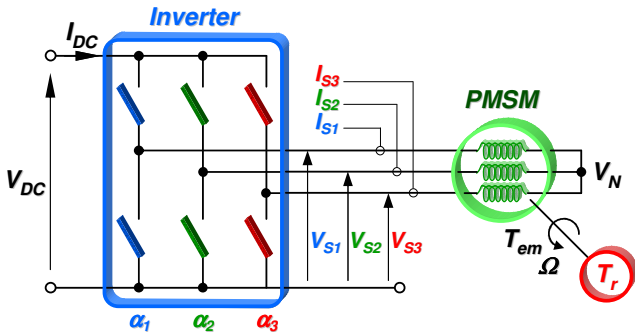 Inverter
I_DC
I_S3
I_S2
I_S1
PMSM
V_DC
V_N
V_S1
V_S2
V_S3
T_em
Ω
T_r
α_1
α_2
α_3